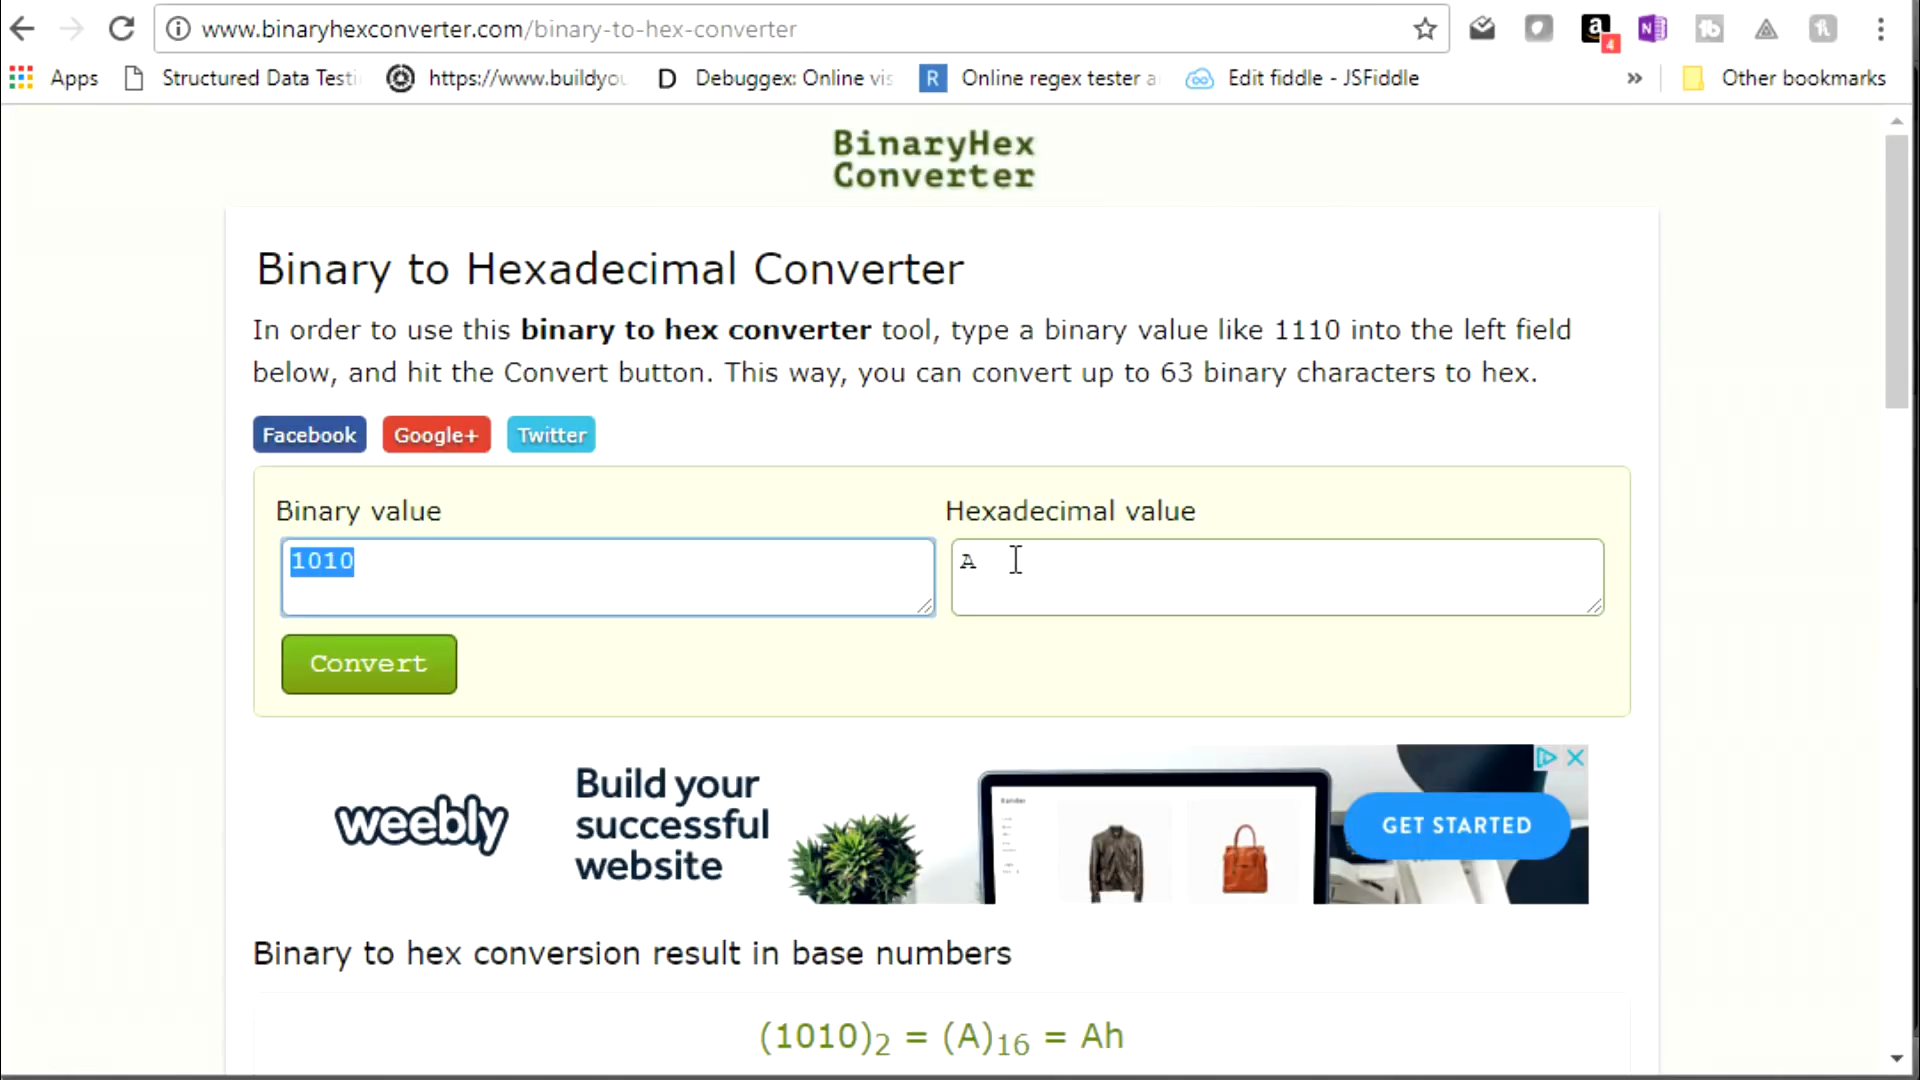 www.binaryhexconverter.com/binary-to-hex-converter
4
Apps
Structured Data Testi
https://www.buildyou
D
Debuggex: Online vis
R
Online regex tester a
Edit fiddle - JSFiddle
»
Other bookmarks
BinaryHex
Converter
Binary to Hexadecimal Converter
In order to use this binary to hex converter tool, type a binary value like 1110 into the left field
below, and hit the Convert button. This way, you can convert up to 63 binary characters to hex.
Facebook Google+ Twitter
Binary value
Hexadecimal value
1010
A
Convert
weebly
Build your
successful
website
GET STARTED
Binary to hex conversion result in base numbers
(1010)2 = (A)16 = Ah